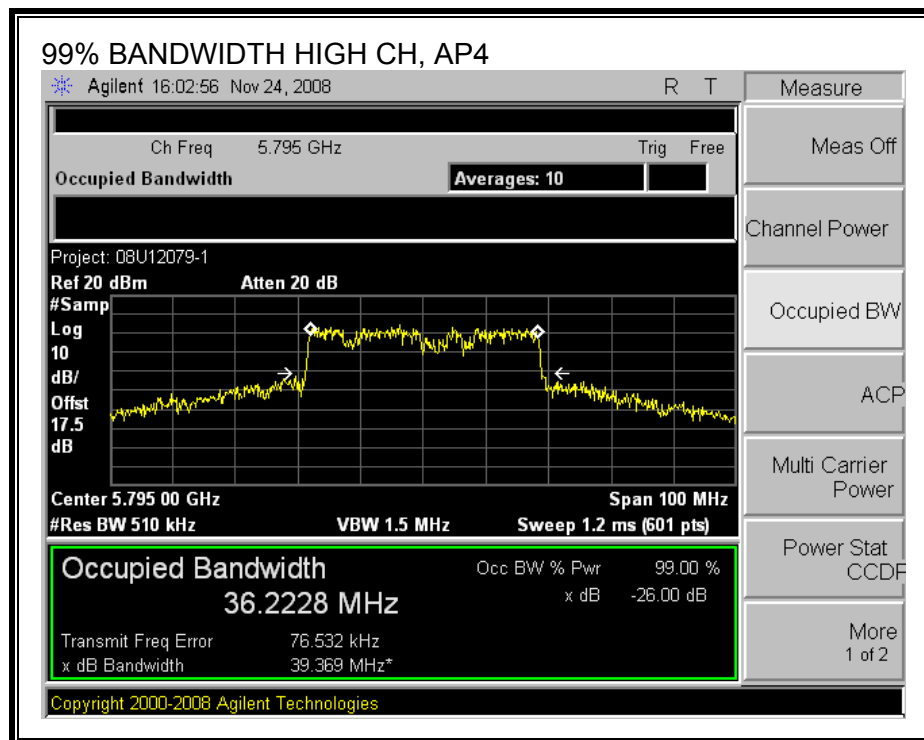 99% BANDWIDTH HIGH CH, AP4
Agilent 16:02:56 Nov 24, 2008 R T
Measure
Ch Freq 5.795 GHz Trig Free
Occupied Bandwidth Averages: 10
Meas Off
Channel Power
Occupied BW
ACP
Multi Carrier
Power
Power Stat
CCDF
More
1 of 2
Project: 08U12079-1
Ref 20 dBm Atten 20 dB
#Samp
Log
10
dB/
Offst
17.5
dB
Center 5.795 00 GHz Span 100 MHz
#Res BW 510 kHz VBW 1.5 MHz Sweep 1.2 ms (601 pts)
Occupied Bandwidth
36.2228 MHz
Occ BW % Pwr 99.00 %
x dB -26.00 dB
Transmit Freq Error 76.532 kHz
x dB Bandwidth 39.369 MHz*
Copyright 2000-2008 Agilent Technologies